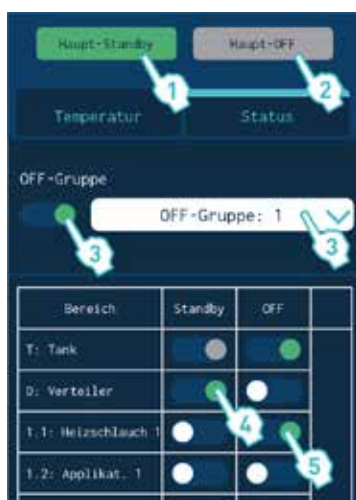 Haupt-Standby Haupt-OFF
1 2
Temperatur Status
OFF-Gruppe
OFF-Gruppe: 1
3 3
Bereich Standby OFF
T: Tank
D: Verteiler
4
1.1: Heizschlauch 1
5
1.2: Applikat. 1